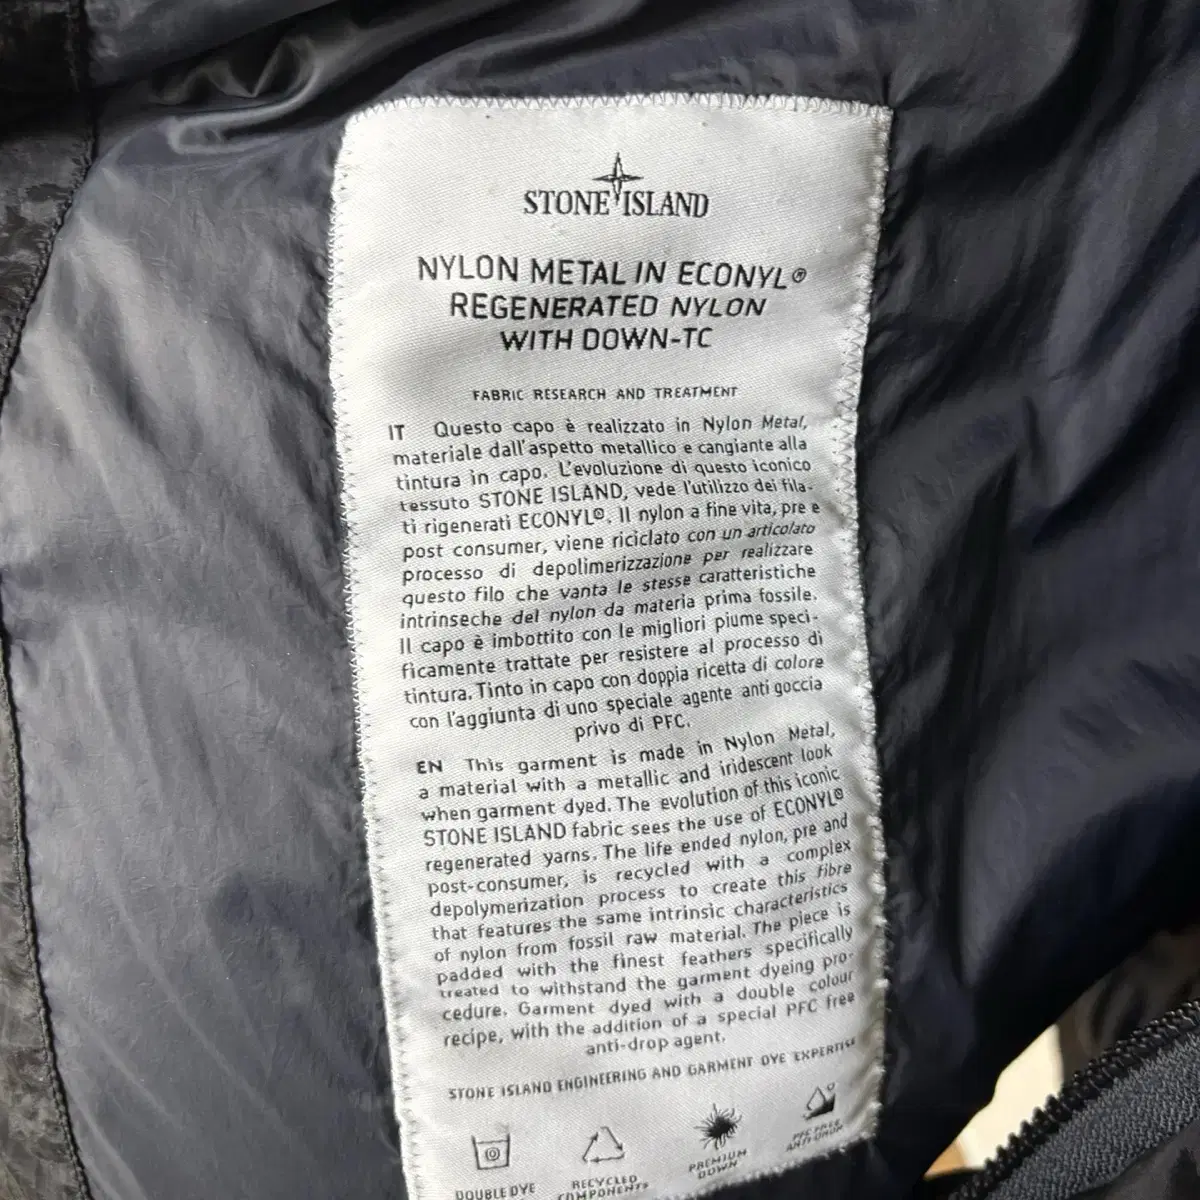 STONE ISLAND
NYLON METAL IN ECONYL®
REGENERATED NYLON
WITH DOWN-TC
FABRIC RESEARCH AND TREATMENT
IT Questo capo è realizzato in Nylon Metal,
materiale dall'aspetto metallico e cangiante alla
tintura in capo. L'evoluzione di questo iconico
tessuto STONE ISLAND, vede l'utilizzo dei fila-
ti rigenerati ECONYL®. Il nylon a fine vita, pre e
post consumer, viene riciclato con un articolato
processo di depolimerizzazione per realizzare
questo filo che vanta le stesse caratteristiche
intrinseche del nylon da materia prima fossile.
Il capo è imbottito con le migliori piume speci-
ficamente trattate per resistere al processo di
tintura. Tinto in capo con doppia ricetta di colore
con l'aggiunta di uno speciale agente anti goccia
privo di PFC.
EN This garment is made in Nylon Metal,
a material with a metallic and iridescent look
when garment dyed. The evolution of this iconic
STONE ISLAND fabric sees the use of ECONYL®
regenerated yarns. The life ended nylon, pre and
post-consumer, is recycled with a complex
depolymerization process to create this fibre
that features the same intrinsic characteristics
of nylon from fossil raw material. The piece is
padded with the finest feathers specifically
treated to withstand the garment dyeing pro-
cedure. Garment dyed with a double colour
recipe, with the addition of a special PFC free
anti-drop agent.
STONE ISLAND ENGINEERING AND GARMENT DYE EXPERTISE
DOUBLE DYE
RECYCLED
COMPONENTS
PREMIUM
DOWN
PFC FREE
ANTI-DROP